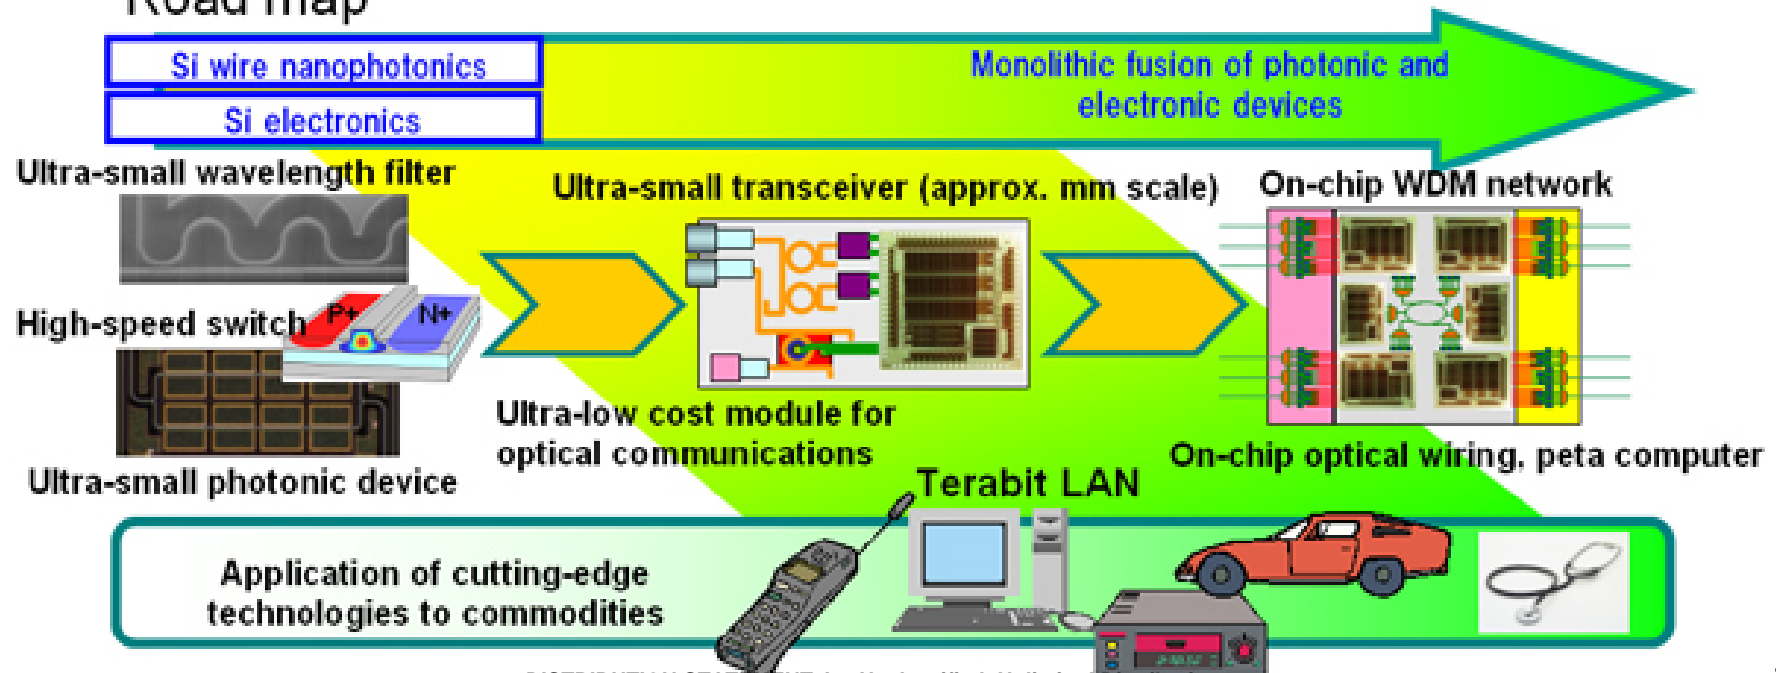 Road map
Si wire nanophotonics
Si electronics
Monolithic fusion of photonic and
electronic devices
Ultra-small wavelength filter
High-speed switch
P+
N+
Ultra-small photonic device
Ultra-small transceiver (approx. mm scale)
Ultra-low cost module for
optical communications
On-chip WDM network
On-chip optical wiring, peta computer
Terabit LAN
Application of cutting-edge
technologies to commodities